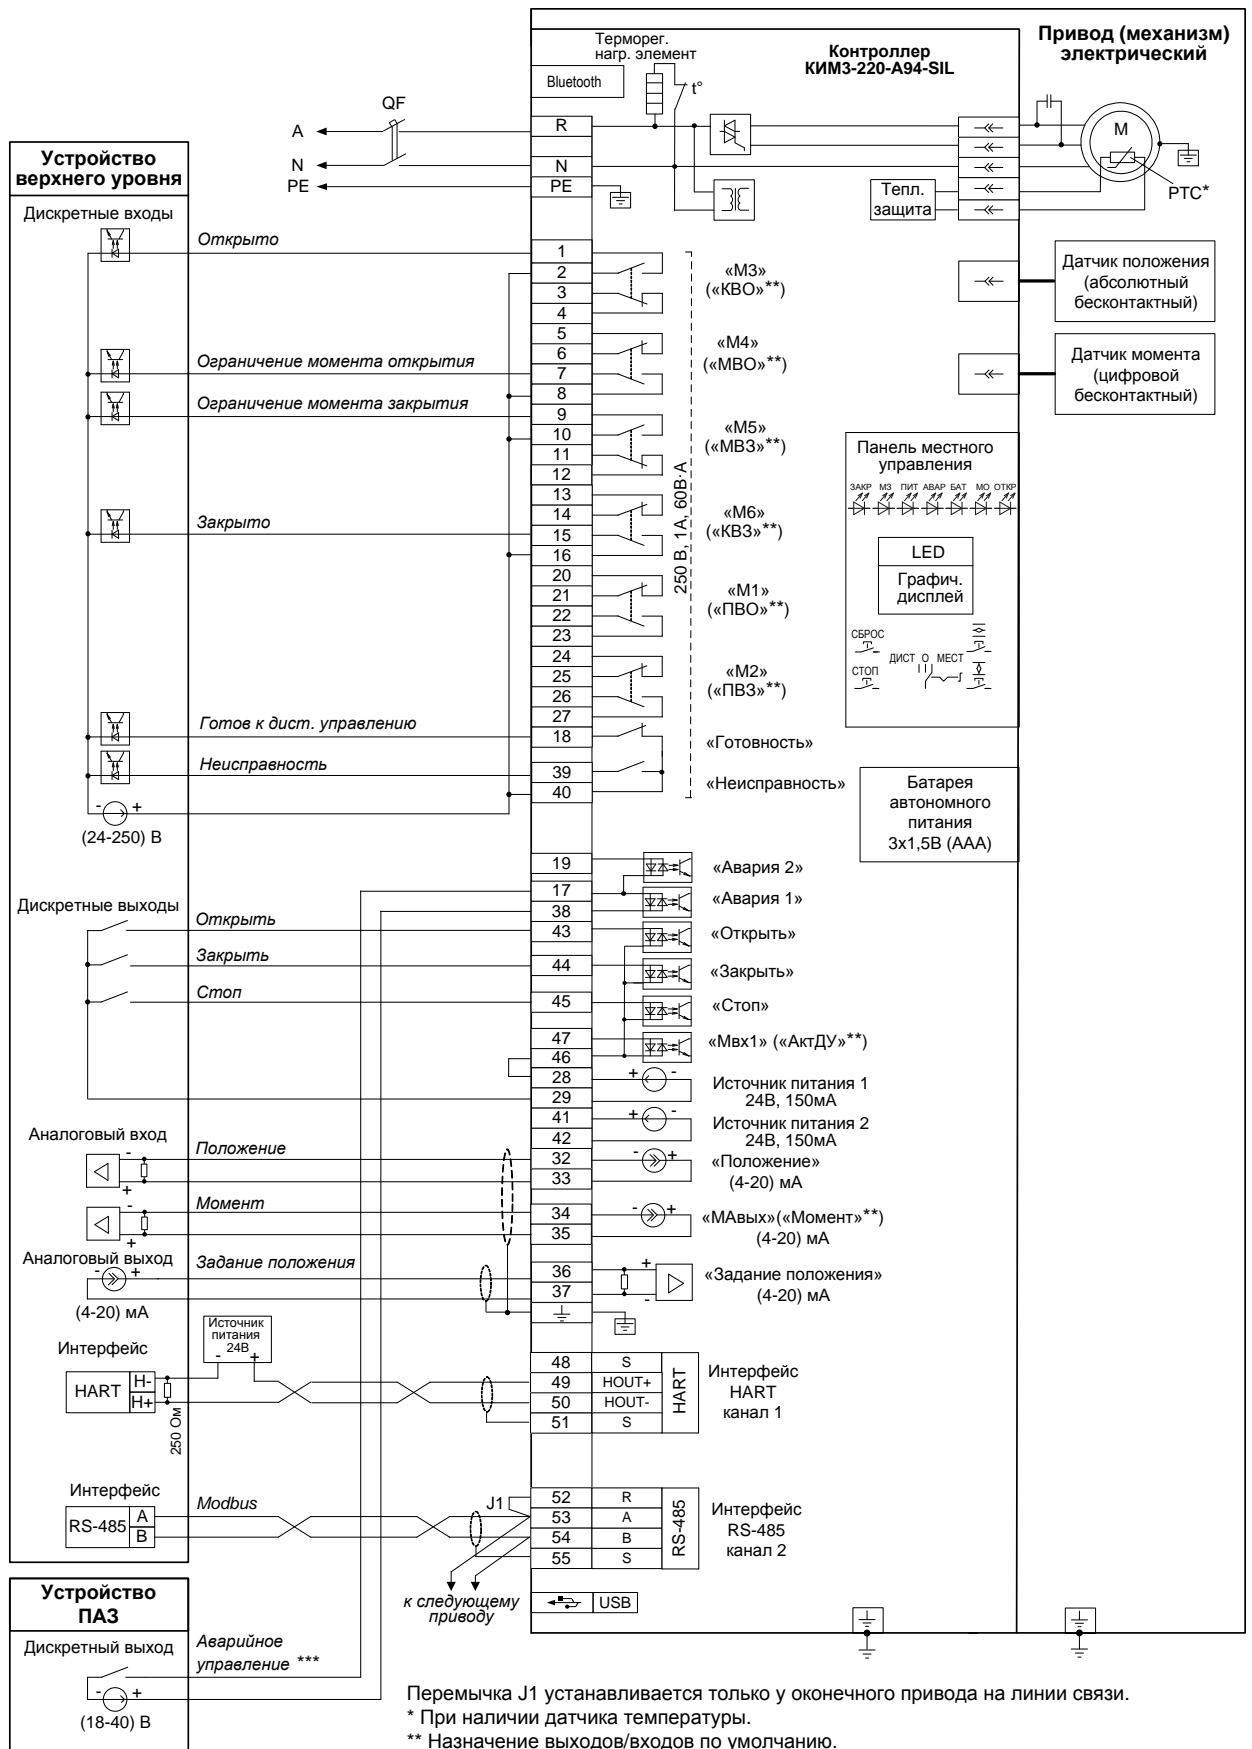 Привод (механизм)
электрический
Контроллер
КИМ3-220-А94-SIL
Терморег.
нагр. элемент
t°
Bluetooth
QF
A
N
PE
R
N
PE
M
PTC*
Тепл.
защита
Устройство
верхнего уровня
Дискретные входы
Открыто
1
2
3
4
«М3»
(«КВО»**)
Датчик положения
(абсолютный
бесконтактный)
Ограничение момента открытия
5
6
7
8
«М4»
(«МВО»**)
Датчик момента
(цифровой
бесконтактный)
Ограничение момента закрытия
9
10
11
12
«М5»
(«МВЗ»**)
Закрыто
13
14
15
16
«М6»
(«КВЗ»**)
250 В, 1А, 60В·А
20
21
22
23
«М1»
(«ПВО»**)
24
25
26
27
«М2»
(«ПВЗ»**)
Панель местного
управления
ЗАКР МЗ ПИТ АВАР БАТ МО ОТКР
LED
Графич.
дисплей
СБРОС
СТОП
ДИСТ О МЕСТ
Готов к дист. управлению
18
«Готовность»
Неисправность
39
40
«Неисправность»
- +
(24-250) В
Батарея
автономного
питания
3х1,5В (ААА)
19
«Авария 2»
17
38
«Авария 1»
Дискретные выходы
Открыть
43
«Открыть»
Закрыть
44
«Закрыть»
Стоп
45
«Стоп»
47
46
«Мвх1» («АктДУ»**)
28
29
+ -
Источник питания 1
24В, 150мА
41
42
+ -
Источник питания 2
24В, 150мА
Аналоговый вход
-
+
Положение
32
33
- +
«Положение»
(4-20) мА
-
+
Момент
34
35
- +
«МАвых»(«Момент»**)
(4-20) мА
Аналоговый выход
- +
(4-20) мА
Задание положения
36
37
+
-
«Задание положения»
(4-20) мА
Источник
питания
24В
- +
Интерфейс
HART
H-
H+
250 Ом
48 S
49 HOUT+
50 HOUT-
51 S
HART
Интерфейс
HART
канал 1
Интерфейс
RS-485
A
B
Modbus
J1
52 R
53 A
54 B
55 S
RS-485
Интерфейс
RS-485
канал 2
к следующему
приводу
USB
Устройство
ПАЗ
Дискретный выход
Аварийное
управление ***
- +
(18-40) В
Перемычка J1 устанавливается только у оконечного привода на линии связи.
* При наличии датчика температуры.
** Назначение выходов/входов по умолчанию.